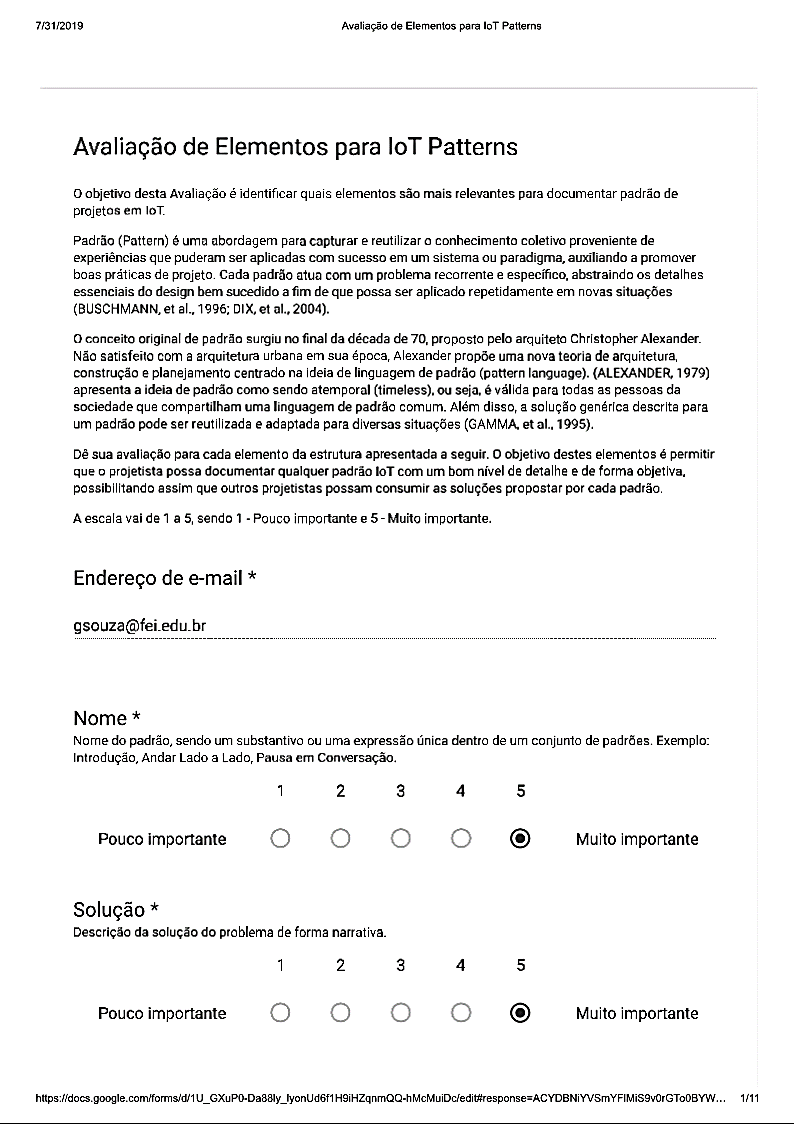 7/31/2019 Avaliação de Elementos para IoT Patterns
Avaliação de Elementos para IoT Patterns
O objetivo desta Avaliação é identificar quais elementos são mais relevantes para documentar padrão de
projetos em IoT.
Padrão (Pattern) é uma abordagem para capturar e reutilizar o conhecimento coletivo proveniente de
experiências que puderam ser aplicadas com sucesso em um sistema ou paradigma, auxiliando a promover
boas práticas de projeto. Cada padrão atua com um problema recorrente e específico, abstraindo os detalhes
essenciais do design bem sucedido a fim de que possa ser aplicado repetidamente em novas situações
(BUSCHMANN, et al., 1996; DIX, et al., 2004).
O conceito original de padrão surgiu no final da década de 70, proposto pelo arquiteto Christopher Alexander.
Não satisfeito com a arquitetura urbana em sua época, Alexander propõe uma nova teoria de arquitetura,
construção e planejamento centrado na ideia de linguagem de padrão (pattern language). (ALEXANDER, 1979)
apresenta a ideia de padrão como sendo atemporal (timeless), ou seja, é válida para todas as pessoas da
sociedade que compartilham uma linguagem de padrão comum. Além disso, a solução genérica descrita para
um padrão pode ser reutilizada e adaptada para diversas situações (GAMMA, et al., 1995).
Dê sua avaliação para cada elemento da estrutura apresentada a seguir. O objetivo destes elementos é permitir
que o projetista possa documentar qualquer padrão IoT com um bom nível de detalhe e de forma objetiva,
possibilitando assim que outros projetistas possam consumir as soluções propostar por cada padrão.
A escala vai de 1 a 5, sendo 1 - Pouco importante e 5 - Muito importante.
Endereço de e-mail *
gsouza@fei.edu.br
Nome *
Nome do padrão, sendo um substantivo ou uma expressão única dentro de um conjunto de padrões. Exemplo:
Introdução, Andar Lado a Lado, Pausa em Conversação.
1 2 3 4 5
Pouco importante Muito importante
Solução *
Descrição da solução do problema de forma narrativa.
1 2 3 4 5
Pouco importante Muito importante
https://docs.google.com/forms/d/1U_GXuP0-Da88ly_lyonUd6f1H9iHZqnmQQ-hMcMuiDc/edit#response=ACYDBNiYVSmYFlMiS9v0rGTo0BYW... 1/11